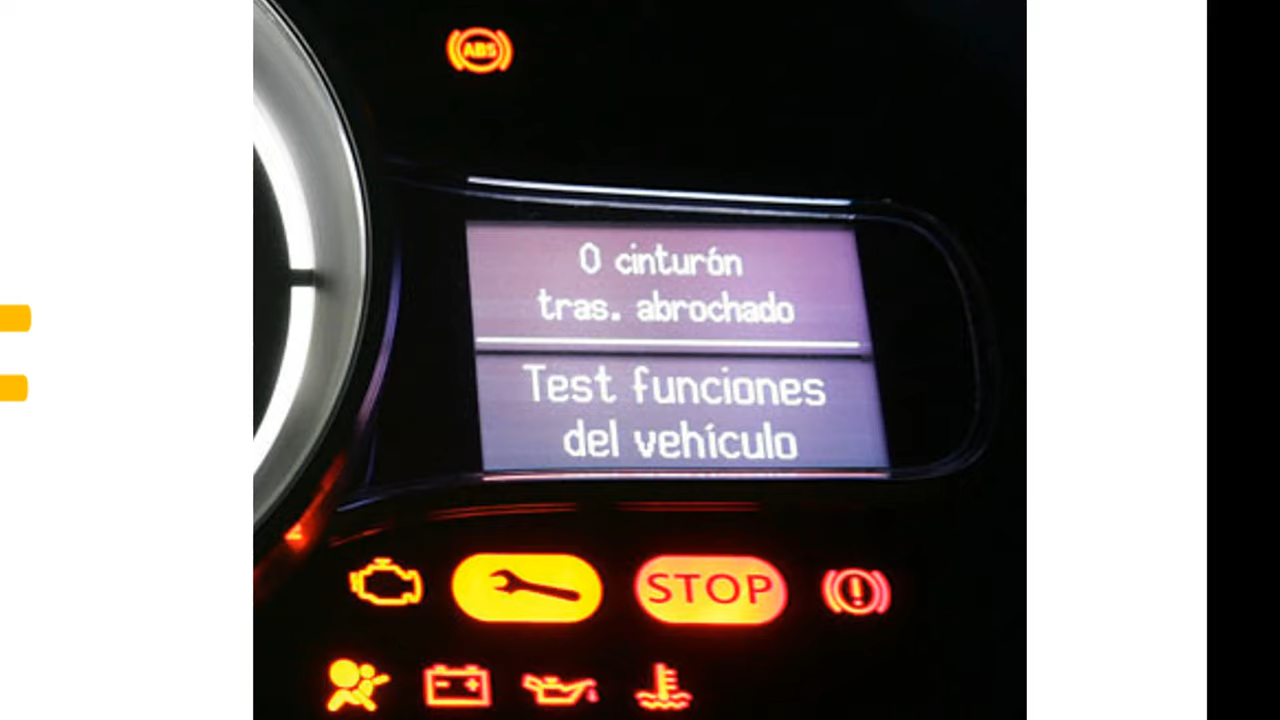 ABS
0 cinturón
tras. abrochado
Test funciones
del vehículo
STOP